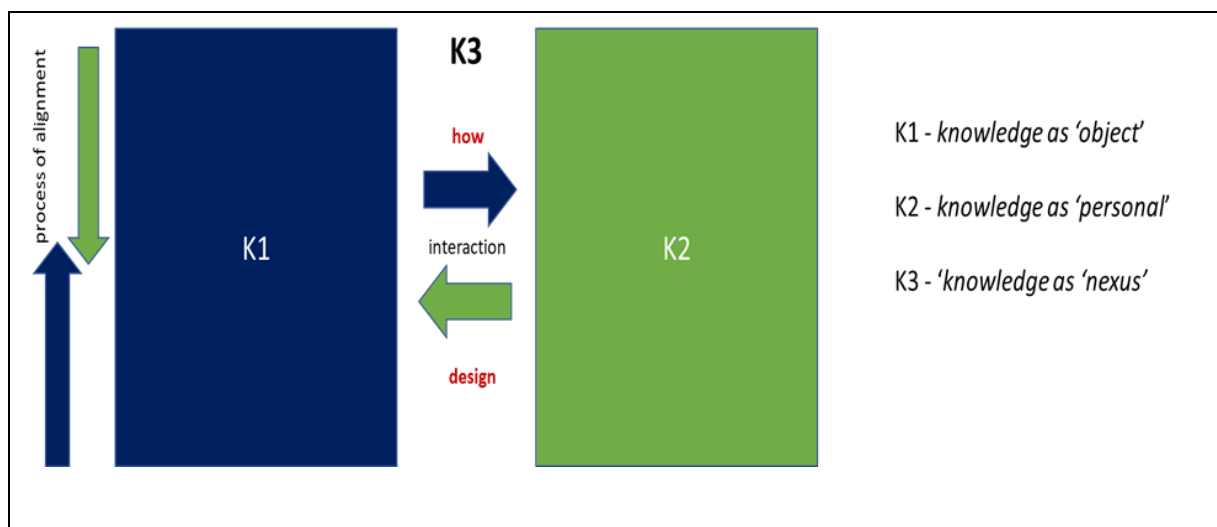 process of alignment
K1
K3
how
interaction
design
K2
K1 - knowledge as 'object'
K2 - knowledge as 'personal'
K3 - 'knowledge as 'nexus'